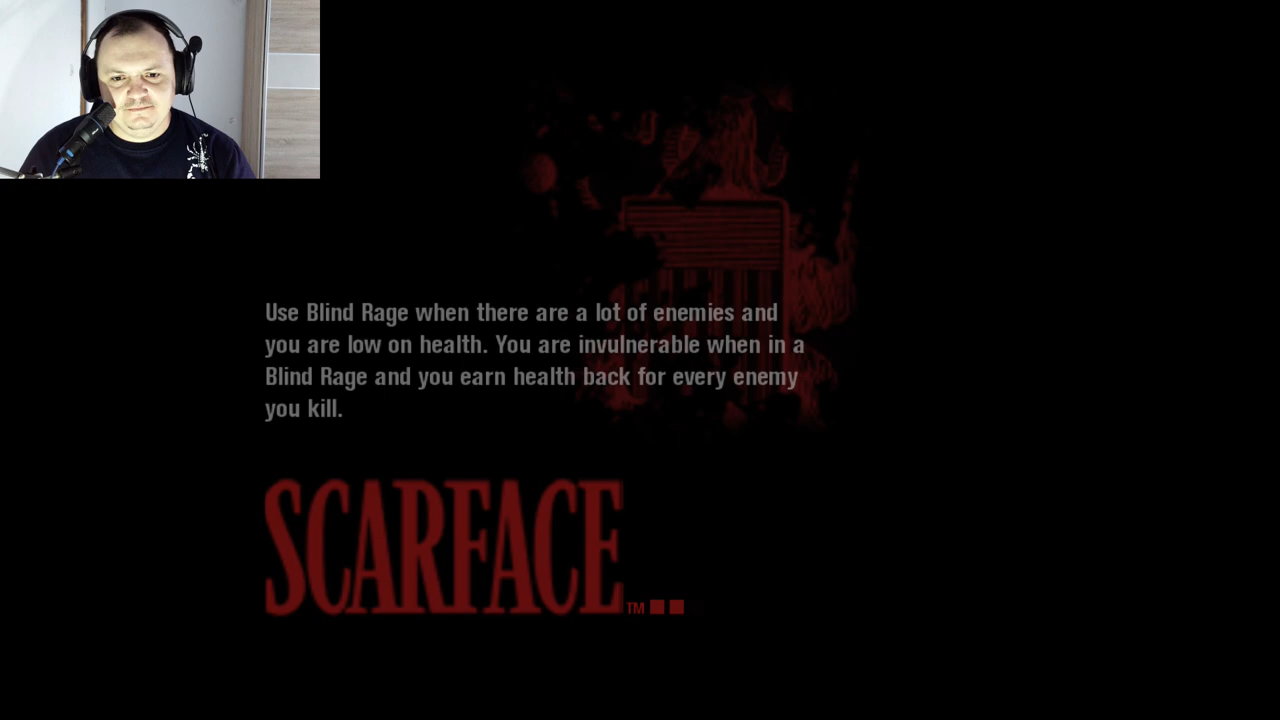 Use Blind Rage when there are a lot of enemies and
you are low on health. You are invulnerable when in a
Blind Rage and you earn health back for every enemy
you kill.
SCARFACE TM